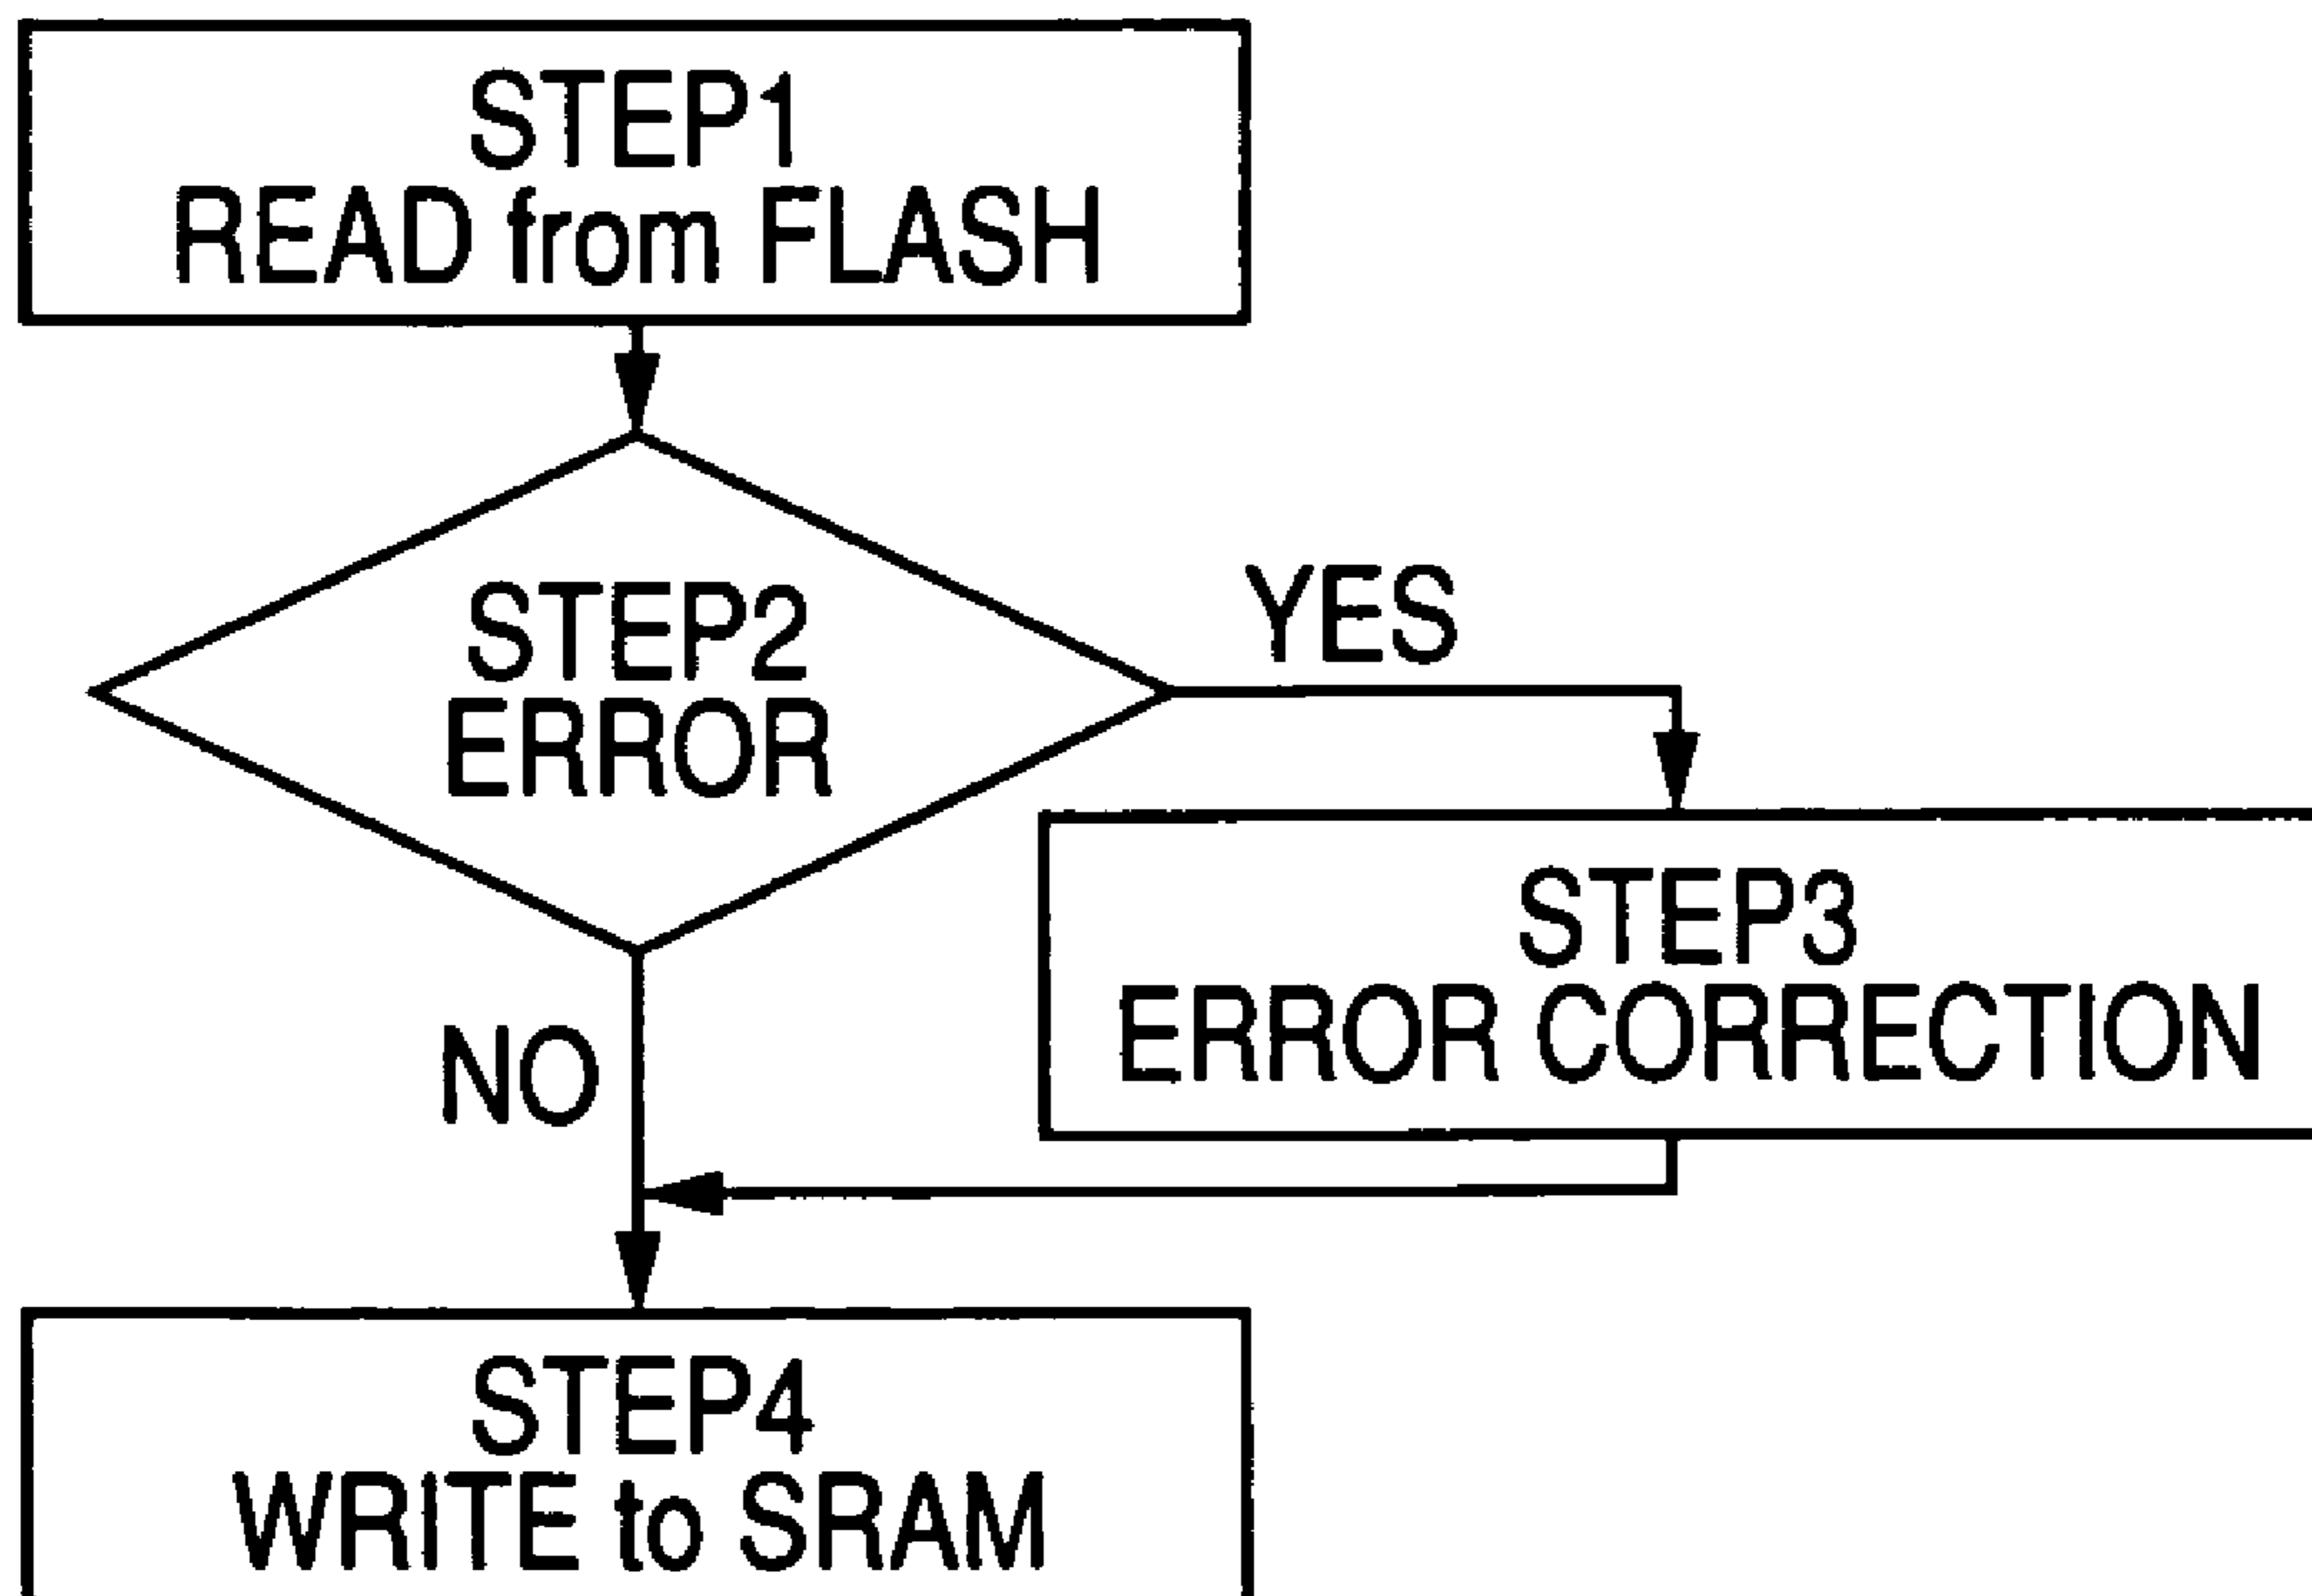 STEP1
READ from FLASH
STEP2
ERROR
YES
STEP3
ERROR CORRECTION
NO
STEP4
WRITE to SRAM